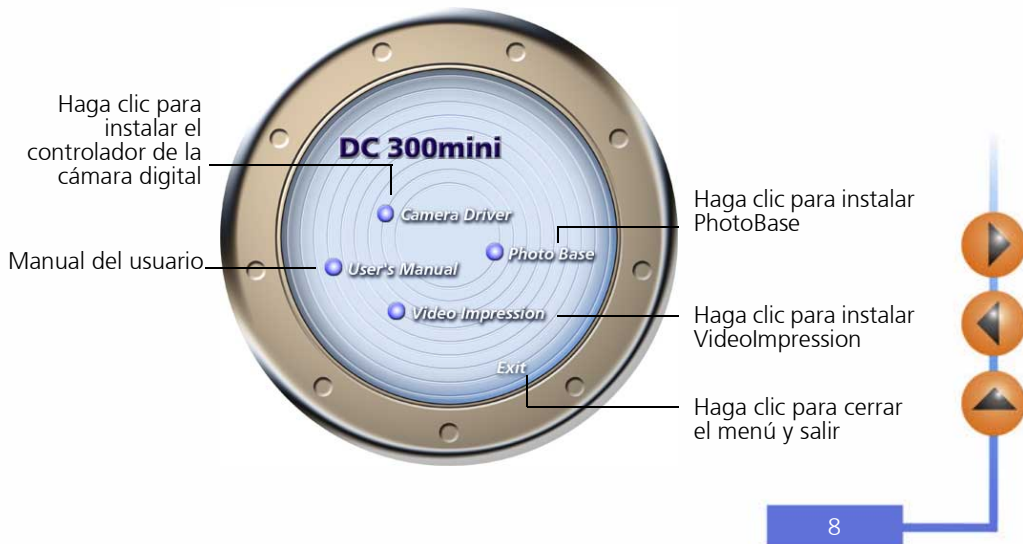 Haga clic para
instalar el
controlador de la
cámara digital
Manual del usuario
DC 300mini
Camera Driver
Photo Base
User's Manual
Video Impression
Exit
Haga clic para instalar
PhotoBase
Haga clic para instalar
VideoImpression
Haga clic para cerrar
el menú y salir
8